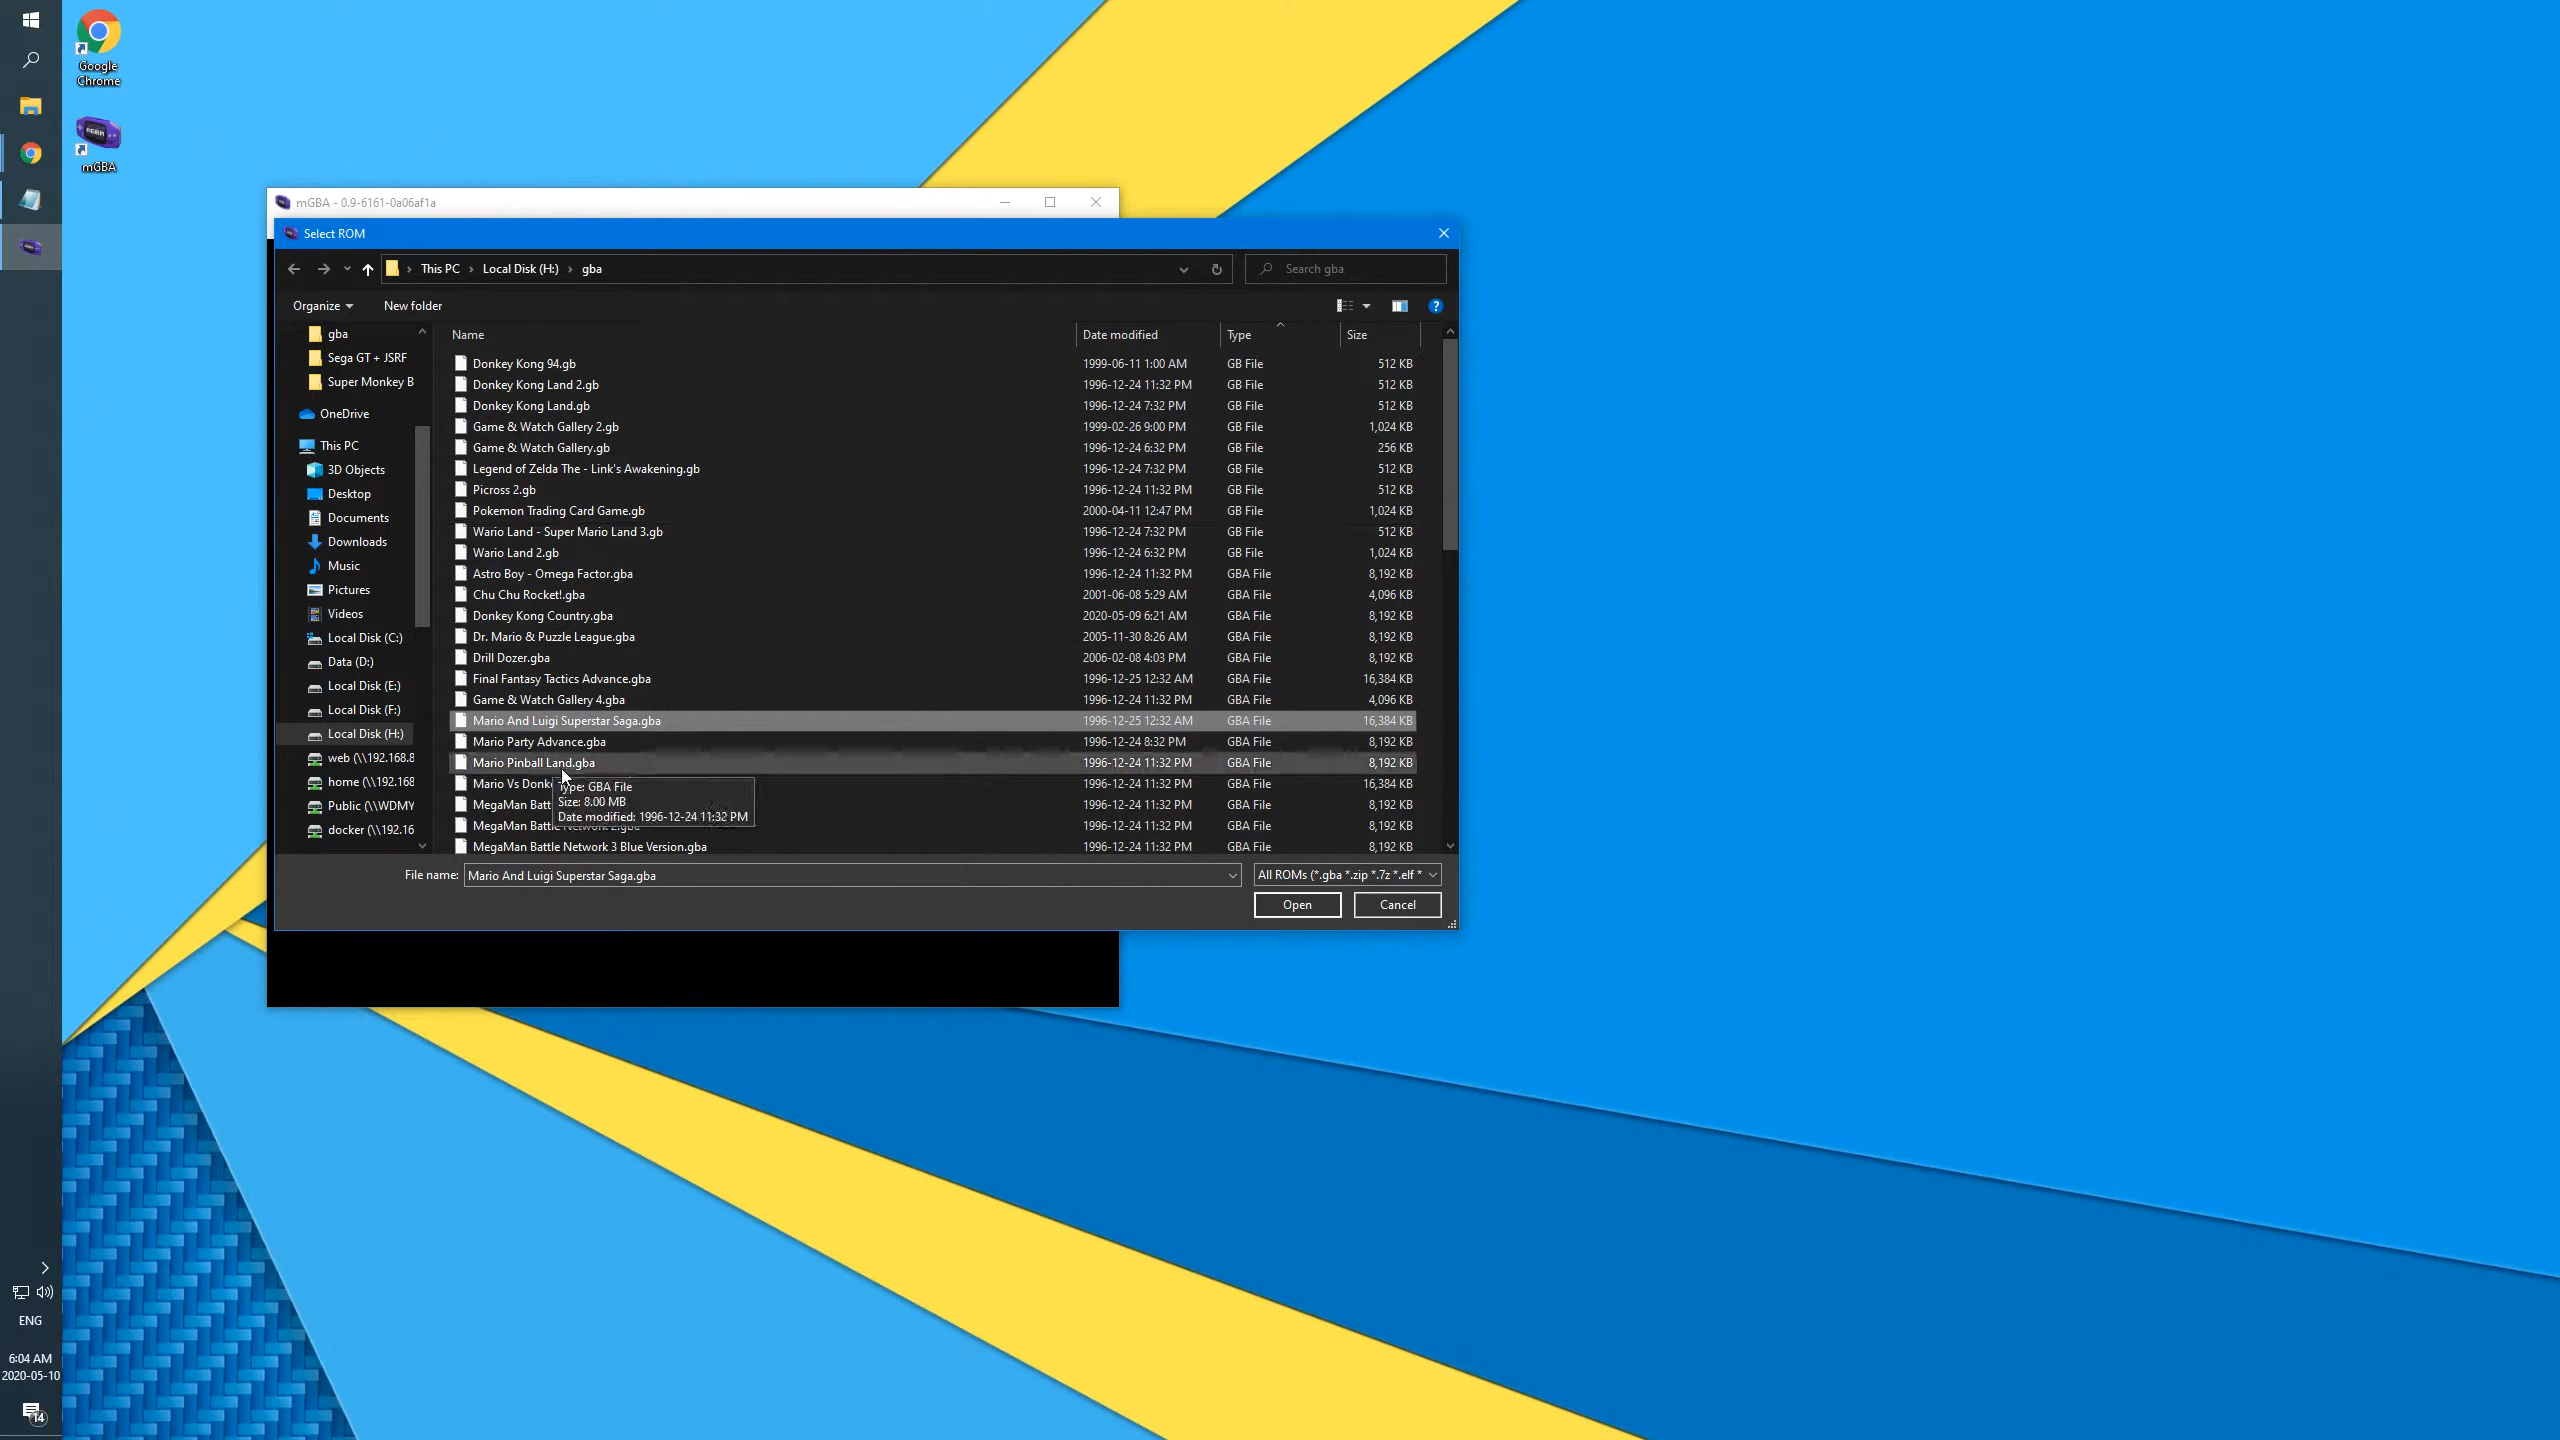 Google
Chrome
mGBA
mGBA - 0.9-6161-0a06af1a
Select ROM
This PC › Local Disk (H:) › gba
Search gba
Organize
New folder
gba
Sega GT + JSRF
Super Monkey B
OneDrive
This PC
3D Objects
Desktop
Documents
Downloads
Music
Pictures
Videos
Local Disk (C:)
Data (D:)
Local Disk (E:)
Local Disk (F:)
Local Disk (H:)
web (\\192.168.8
home (\\192.168
Public (\\WDMY
docker (\\192.16
Name Date modified Type Size
Donkey Kong 94.gb 1999-06-11 1:00 AM GB File 512 KB
Donkey Kong Land 2.gb 1996-12-24 11:32 PM GB File 512 KB
Donkey Kong Land.gb 1996-12-24 7:32 PM GB File 512 KB
Game & Watch Gallery 2.gb 1999-02-26 9:00 PM GB File 1,024 KB
Game & Watch Gallery.gb 1996-12-24 6:32 PM GB File 256 KB
Legend of Zelda The - Link's Awakening.gb 1996-12-24 7:32 PM GB File 512 KB
Picross 2.gb 1996-12-24 11:32 PM GB File 512 KB
Pokemon Trading Card Game.gb 2000-04-11 12:47 PM GB File 1,024 KB
Wario Land - Super Mario Land 3.gb 1996-12-24 7:32 PM GB File 512 KB
Wario Land 2.gb 1996-12-24 6:32 PM GB File 1,024 KB
Astro Boy - Omega Factor.gba 1996-12-24 11:32 PM GBA File 8,192 KB
Chu Chu Rocket!.gba 2001-06-08 5:29 AM GBA File 4,096 KB
Donkey Kong Country.gba 2020-05-09 6:21 AM GBA File 8,192 KB
Dr. Mario & Puzzle League.gba 2005-11-30 8:26 AM GBA File 8,192 KB
Drill Dozer.gba 2006-02-08 4:03 PM GBA File 8,192 KB
Final Fantasy Tactics Advance.gba 1996-12-25 12:32 AM GBA File 16,384 KB
Game & Watch Gallery 4.gba 1996-12-24 11:32 PM GBA File 4,096 KB
Mario And Luigi Superstar Saga.gba 1996-12-25 12:32 AM GBA File 16,384 KB
Mario Party Advance.gba 1996-12-24 8:32 PM GBA File 8,192 KB
Mario Pinball Land.gba 1996-12-24 11:32 PM GBA File 8,192 KB
Mario Vs Donk 1996-12-24 11:32 PM GBA File 16,384 KB
MegaMan Batt 1996-12-24 11:32 PM GBA File 8,192 KB
MegaMan Battle Network 2.gba 1996-12-24 11:32 PM GBA File 8,192 KB
MegaMan Battle Network 3 Blue Version.gba 1996-12-24 11:32 PM GBA File 8,192 KB
Type: GBA File
Size: 8.00 MB
Date modified: 1996-12-24 11:32 PM
File name: Mario And Luigi Superstar Saga.gba
All ROMs (*.gba *.zip *.7z *.elf *
Open
Cancel
ENG
6:04 AM
2020-05-10
14